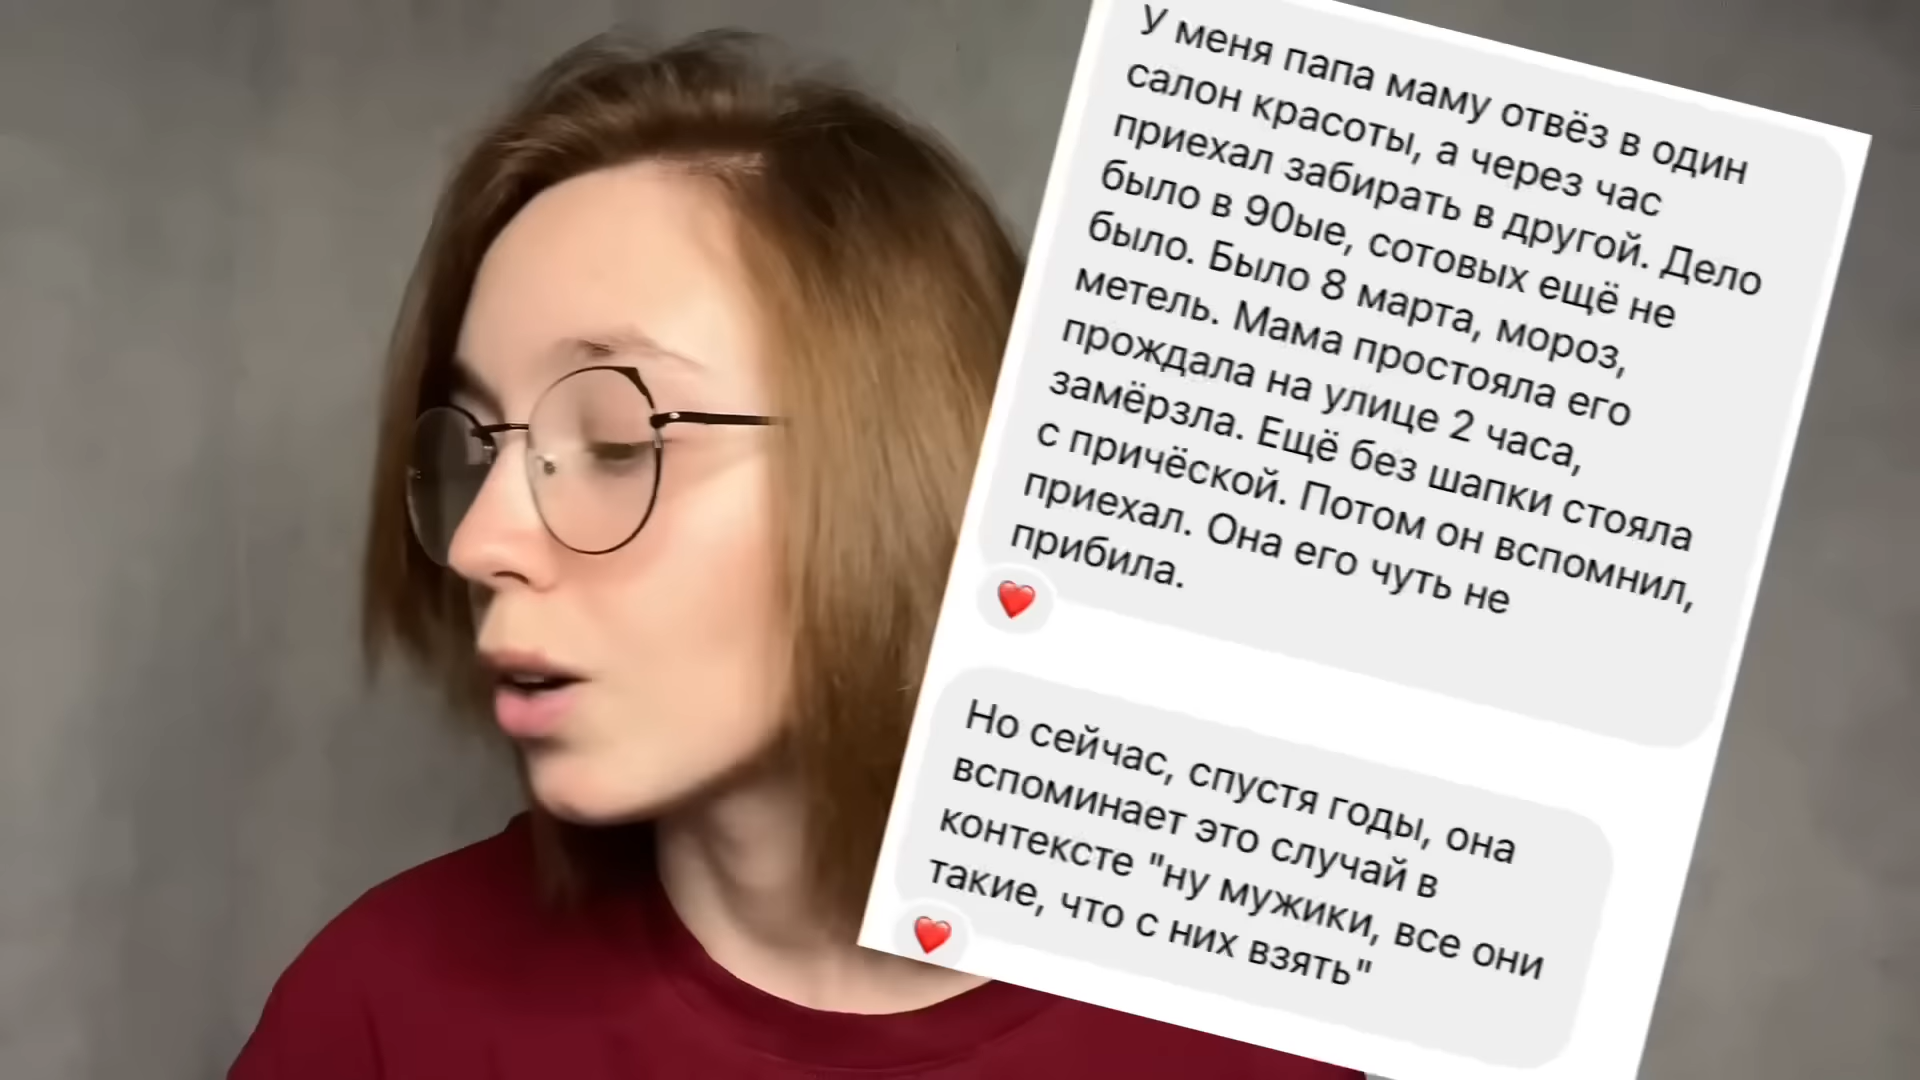 У меня папа маму отвёз в один
салон красоты, а через час
приехал забирать в другой. Дело
было в 90ые, сотовых ещё не
было. Было 8 марта, мороз,
метель. Мама простояла его
прождала на улице 2 часа,
замёрзла. Ещё без шапки стояла
с причёской. Потом он вспомнил,
приехал. Она его чуть не
прибила.
Но сейчас, спустя годы, она
вспоминает это случай в
контексте "ну мужики, все они
такие, что с них взять"